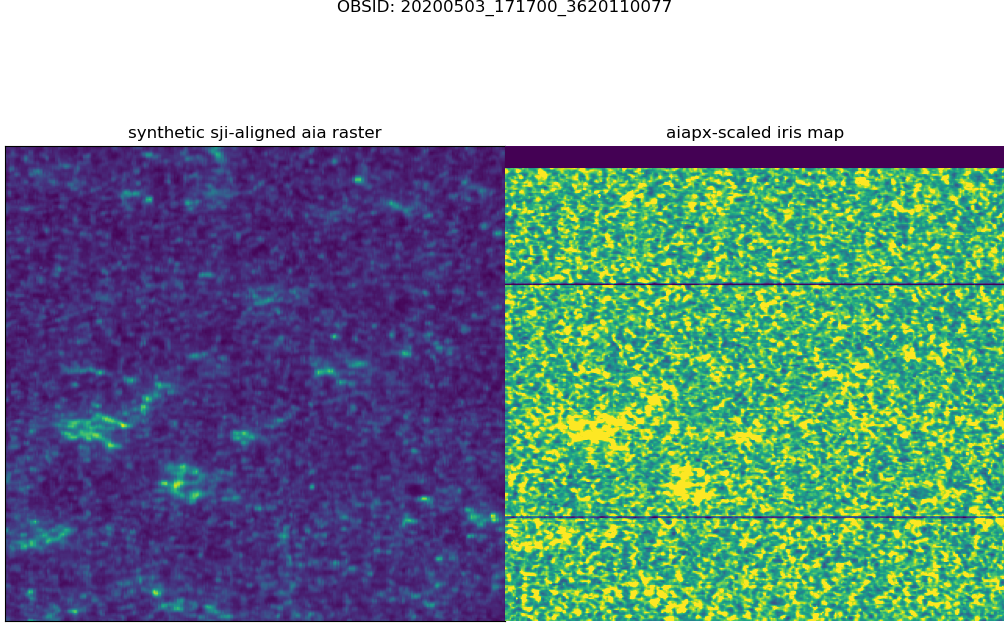 OBSID: 20200503_171700_3620110077
synthetic sji-aligned aia raster
aiapx-scaled iris map